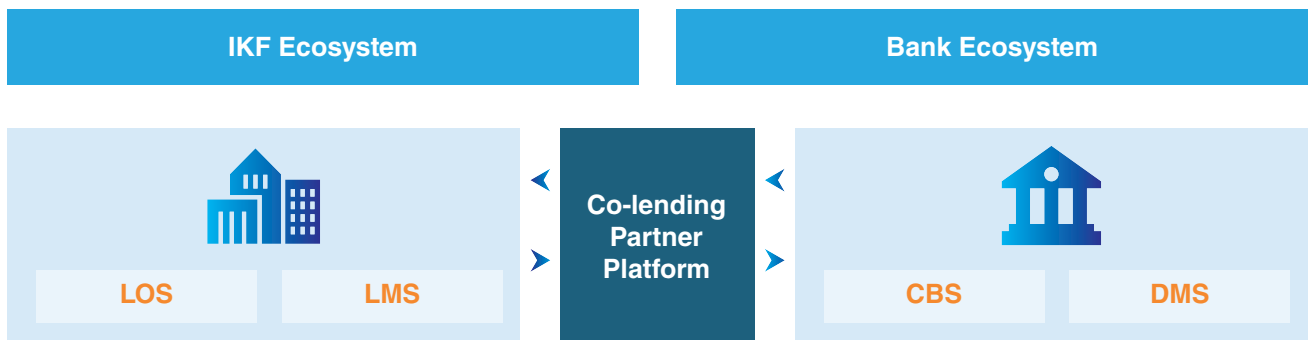 IKF Ecosystem
Bank Ecosystem
Co-lending
Partner
Platform
LOS
LMS
CBS
DMS